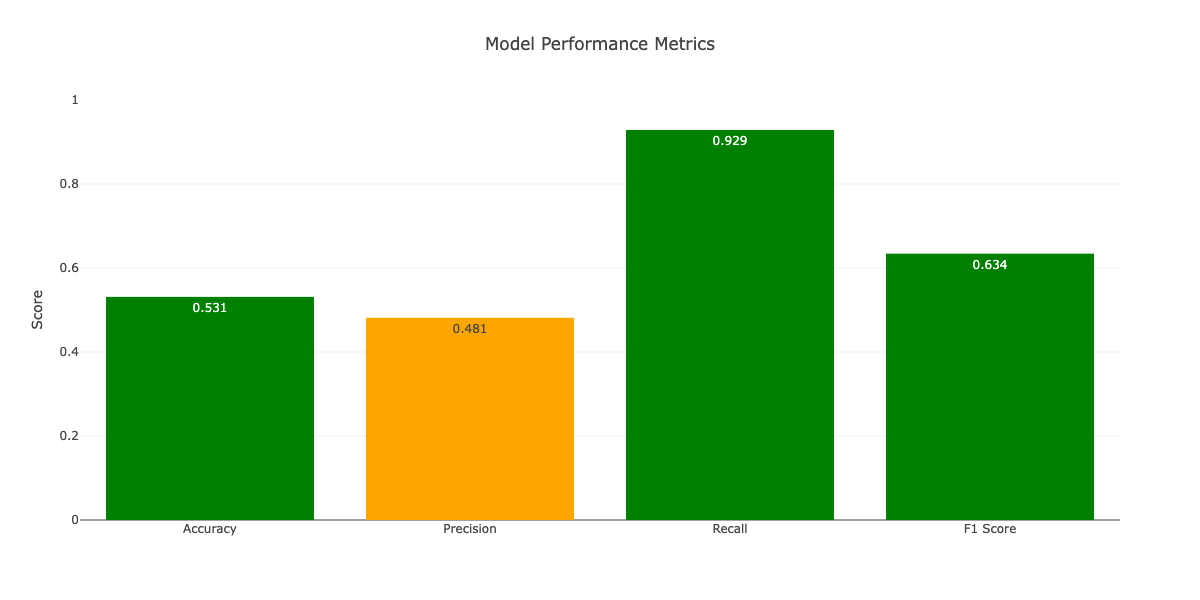 Model Performance Metrics
1
0.8
0.6
0.4
0.2
0
Score
0.531
0.481
0.929
0.634
Accuracy
Precision
Recall
F1 Score